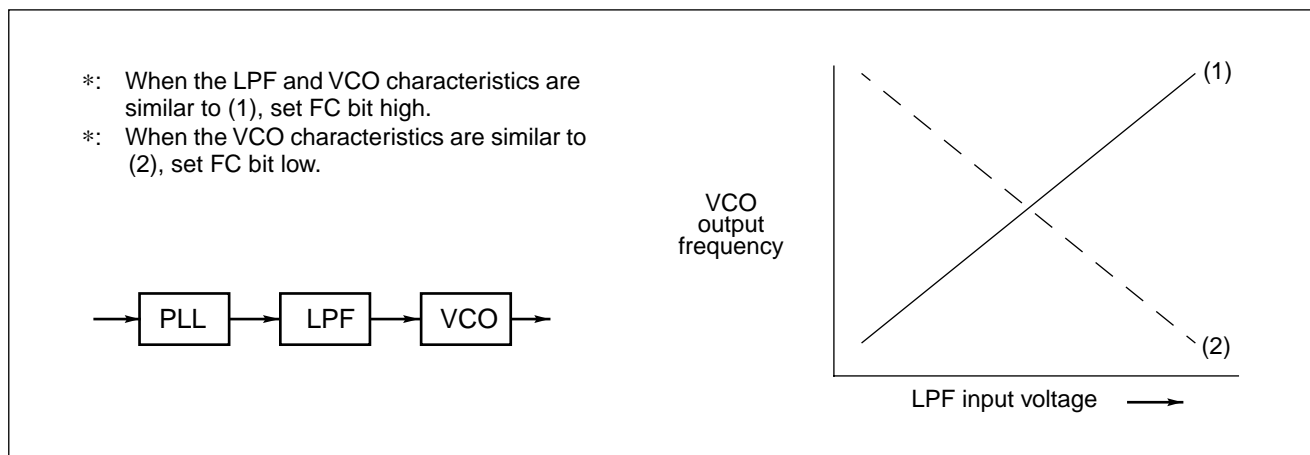 *: When the LPF and VCO characteristics are
similar to (1), set FC bit high.
*: When the VCO characteristics are similar to
(2), set FC bit low.
PLL
LPF
VCO
VCO
output
frequency
(1)
(2)
LPF input voltage